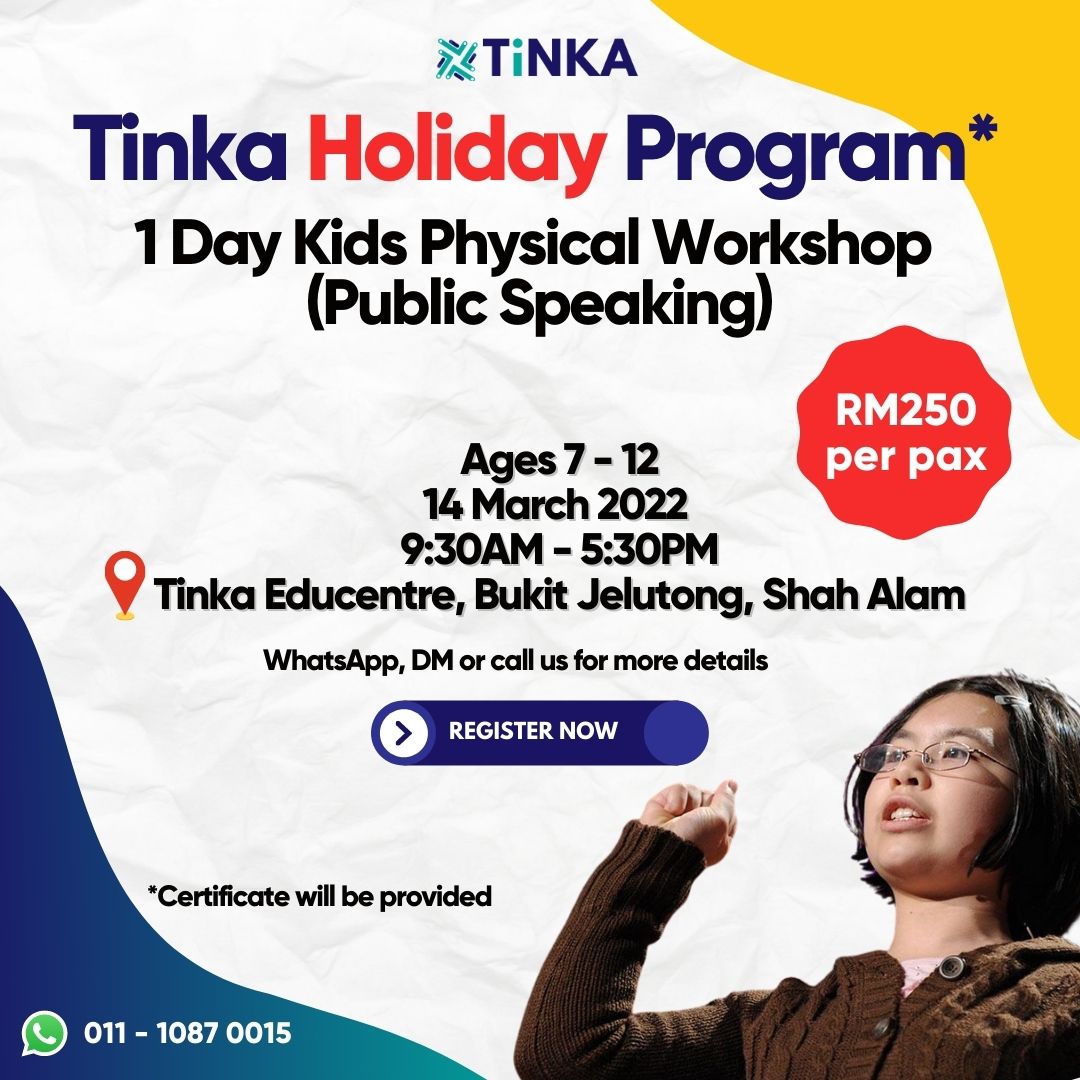 TiNKA
Tinka Holiday Program*
1 Day Kids Physical Workshop
(Public Speaking)
RM250
per pax
Ages 7 - 12
14 March 2022
9:30AM - 5:30PM
Tinka Educentre, Bukit Jelutong, Shah Alam
WhatsApp, DM or call us for more details
REGISTER NOW
*Certificate will be provided
011 - 1087 0015